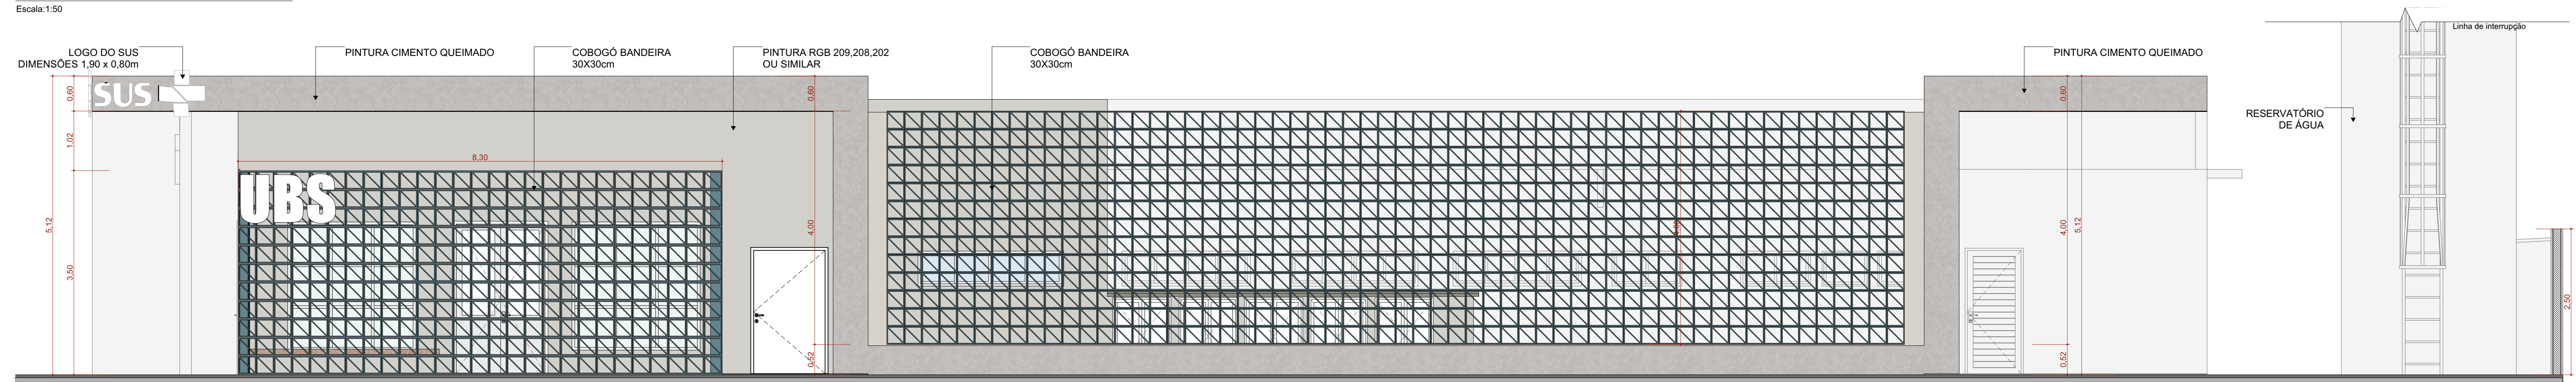 Escala:1:50
LOGO DO SUS
DIMENSÕES 1,90 x 0,80m
PINTURA CIMENTO QUEIMADO
COBOGÓ BANDEIRA
30X30cm
PINTURA RGB 209,208,202
OU SIMILAR
COBOGÓ BANDEIRA
30X30cm
PINTURA CIMENTO QUEIMADO
Linha de interrupção
RESERVATÓRIO
DE ÁGUA
SUS
UBS
5,12
0,60
1,02
3,50
8,30
0,60
4,00
0,52
0,60
4,00
5,12
0,52
2,50